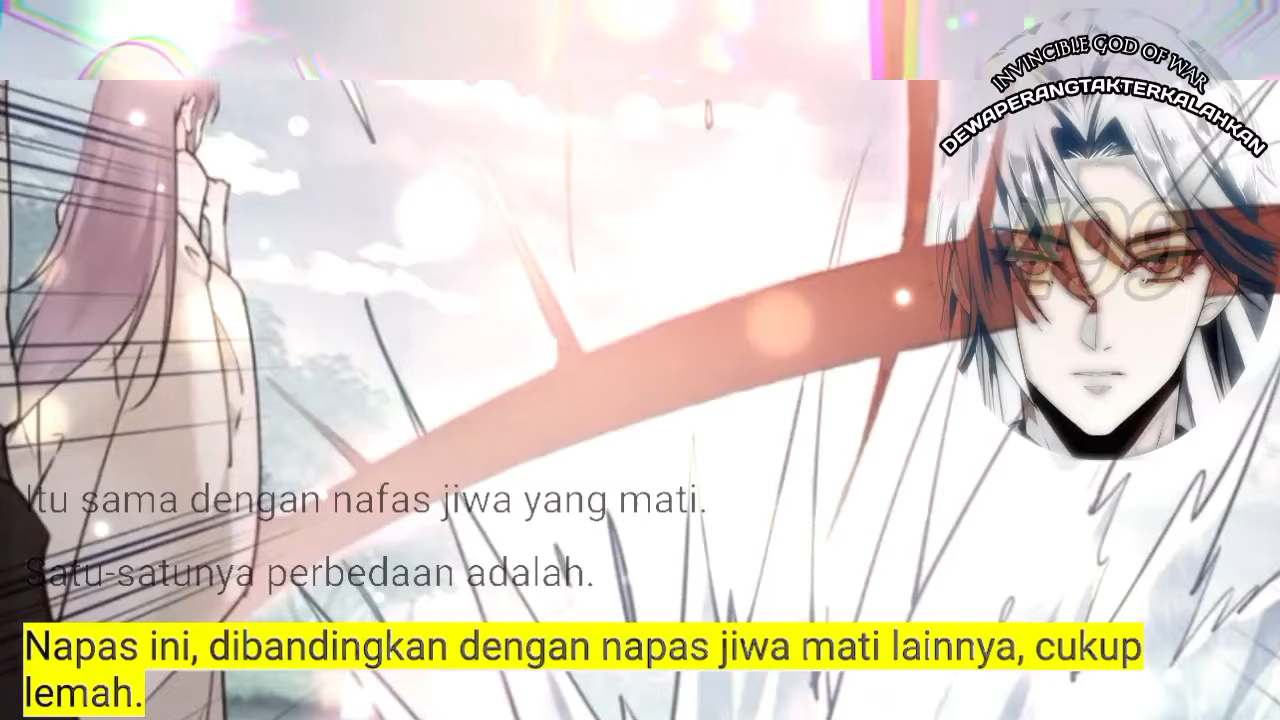 INVINCIBLE GOD OF WAR
DEWAPERANGTAKTERKALAHKAN
499
Itu sama dengan nafas jiwa yang mati.
Satu-satunya perbedaan adalah.
Napas ini, dibandingkan dengan napas jiwa mati lainnya, cukup
lemah.